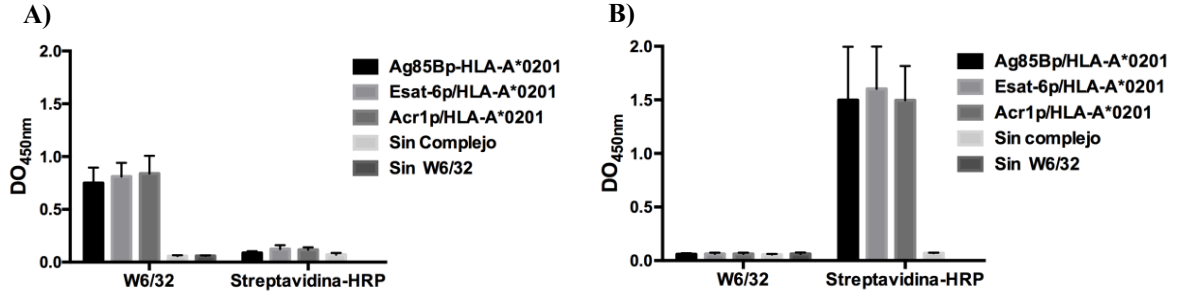 A)
2.0
1.5
1.0
0.5
0.0
DO450nm
W6/32
Streptavidina-HRP
Ag85Bp-HLA-A*0201
Esat-6p/HLA-A*0201
Acr1p/HLA-A*0201
Sin Complejo
Sin W6/32
B)
2.0
1.5
1.0
0.5
0.0
DO450nm
W6/32
Streptavidina-HRP
Ag85Bp/HLA-A*0201
Esat-6p/HLA-A*0201
Acr1p/HLA-A*0201
Sin complejo
Sin W6/32